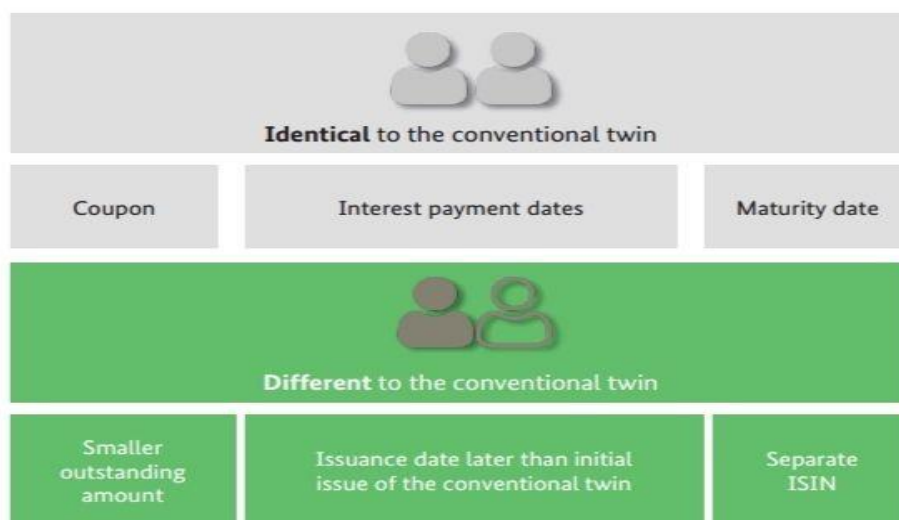 Identical to the conventional twin
Coupon
Interest payment dates
Maturity date
Different to the conventional twin
Smaller
outstanding
amount
Issuance date later than initial
issue of the conventional twin
Separate
ISIN